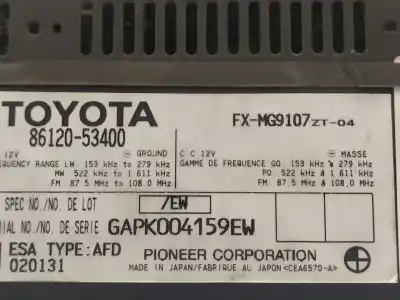 TOYOTA
86120-53400
FX-MG9107ZT-04
12V ⊖ GROUND
C C 12V ⊖ MASSE
EQUENCY RANGE LW 153 kHz to 279 kHz
MW 522 kHz to 1 611 kHz
FM 87.5 MHz to 108.0 MHz
GAMME DE FREQUENCE GO 153 kHz à 279 kHz
PO 522 kHz à 1 611 kHz
FM 87,5 MHz à 108,0 MHz
SPEC NO./NO. DE LOT /EW
IAL NO./NO. DE SERIE GAPK004159EW
ESA TYPE:AFD
020131
PIONEER CORPORATION
MADE IN JAPAN/FABRIQUE AU JAPON <CEA6570-A>